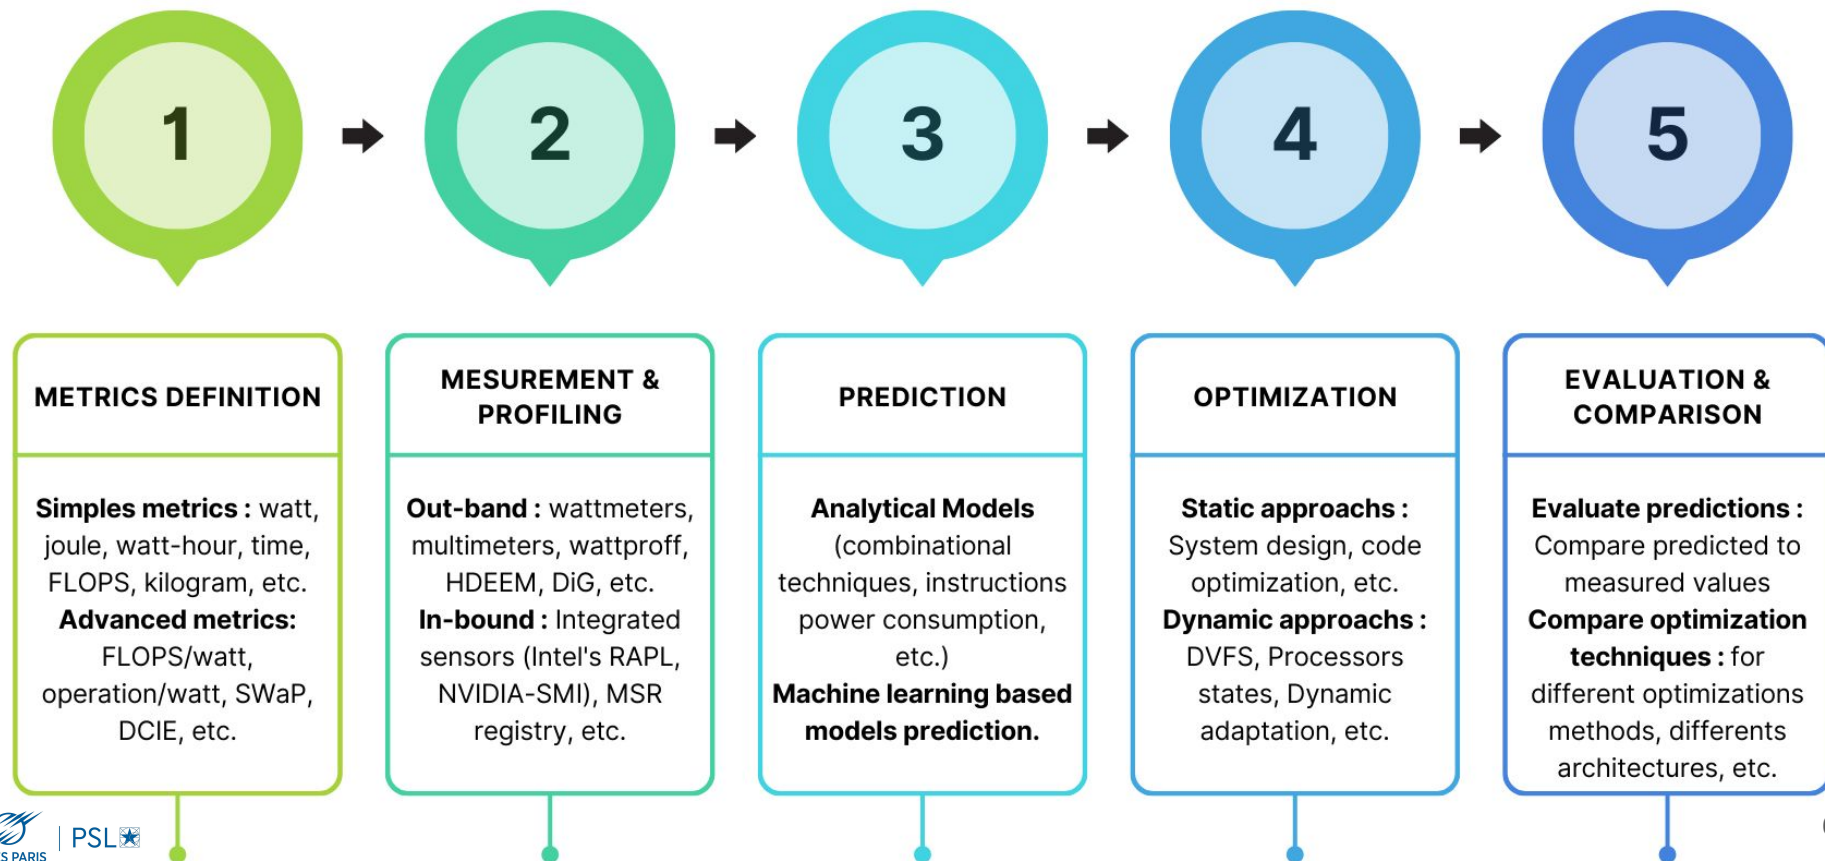 1
2
3
4
5
METRICS DEFINITION
Simples metrics : watt,
joule, watt-hour, time,
FLOPS, kilogram, etc.
Advanced metrics:
FLOPS/watt,
operation/watt, SWaP,
DCIE, etc.
MESUREMENT &
PROFILING
Out-band : wattmeters,
multimeters, wattproff,
HDEEM, DiG, etc.
In-bound : Integrated
sensors (Intel's RAPL,
NVIDIA-SMI), MSR
registry, etc.
PREDICTION
Analytical Models
(combinational
techniques, instructions
power consumption,
etc.)
Machine learning based
models prediction.
OPTIMIZATION
Static approachs :
System design, code
optimization, etc.
Dynamic approachs :
DVFS, Processors
states, Dynamic
adaptation, etc.
EVALUATION &
COMPARISON
Evaluate predictions :
Compare predicted to
measured values
Compare optimization
techniques : for
different optimizations
methods, differents
architectures, etc.
PSL
PARIS